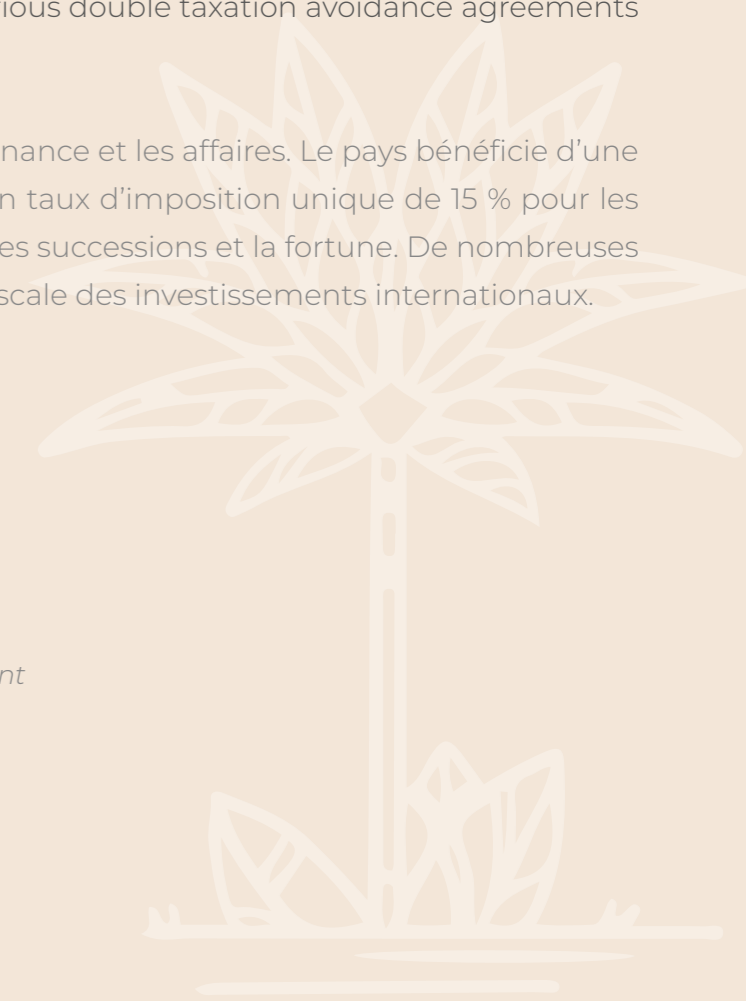 ious double taxation avoidance agreements
nance et les affaires. Le pays bénéficie d’une
n taux d’imposition unique de 15 % pour les
es successions et la fortune. De nombreuses
scale des investissements internationaux.
nt